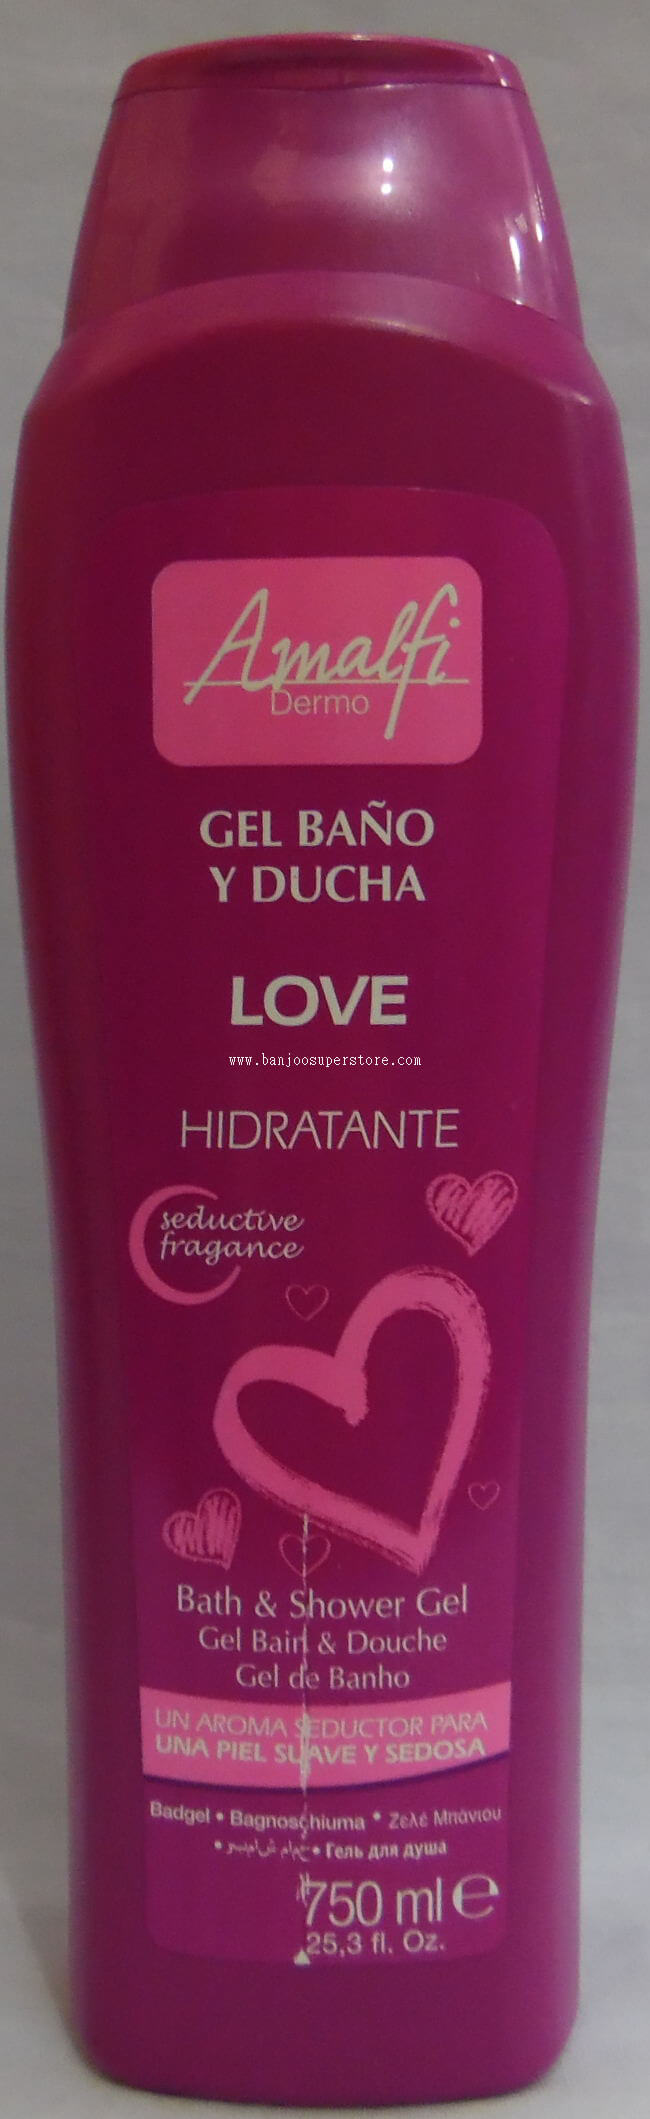 Amalfi
Dermo
GEL BAÑO
Y DUCHA
LOVE
www.banjoosuperstore.com
HIDRATANTE
seductive
fragance
Bath & Shower Gel
Gel Bain & Douche
Gel de Banho
UN AROMA SEDUCTOR PARA
UNA PIEL SUAVE Y SEDOSA
Badgel • Bagnoschiuma • Ζελέ Μπάνιου
• • Гель для душа
750 ml e
25,3 fl. Oz.